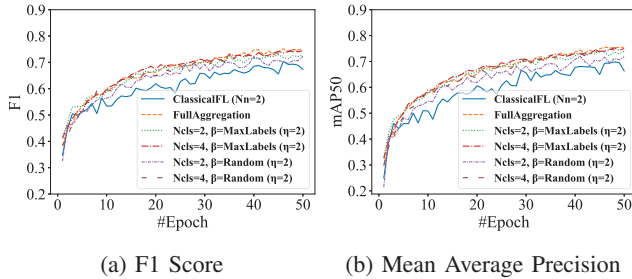 0.9
0.8
0.7
0.6
0.5
0.4
0.3
0.2
F1
0 10 20 30 40 50
#Epoch
ClassicalFL (Nn=2)
FullAggregation
Ncls=2, β=MaxLabels (η=2)
Ncls=4, β=MaxLabels (η=2)
Ncls=2, β=Random (η=2)
Ncls=4, β=Random (η=2)
(a) F1 Score
0.9
0.8
0.7
0.6
0.5
0.4
0.3
0.2
mAP50
0 10 20 30 40 50
#Epoch
ClassicalFL (Nn=2)
FullAggregation
Ncls=2, β=MaxLabels (η=2)
Ncls=4, β=MaxLabels (η=2)
Ncls=2, β=Random (η=2)
Ncls=4, β=Random (η=2)
(b) Mean Average Precision